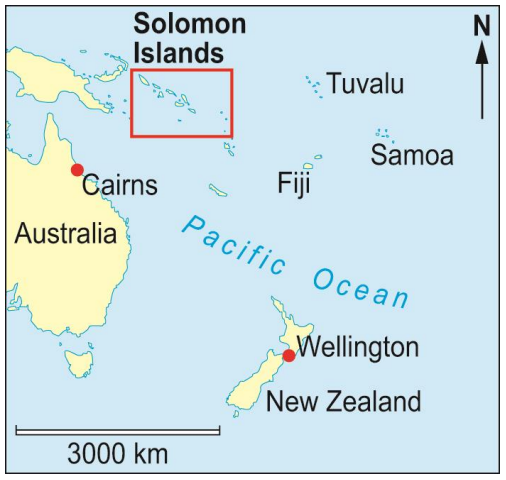 Solomon
Islands
N
Tuvalu
Samoa
Cairns
Fiji
Australia
Pacific Ocean
Wellington
New Zealand
3000 km